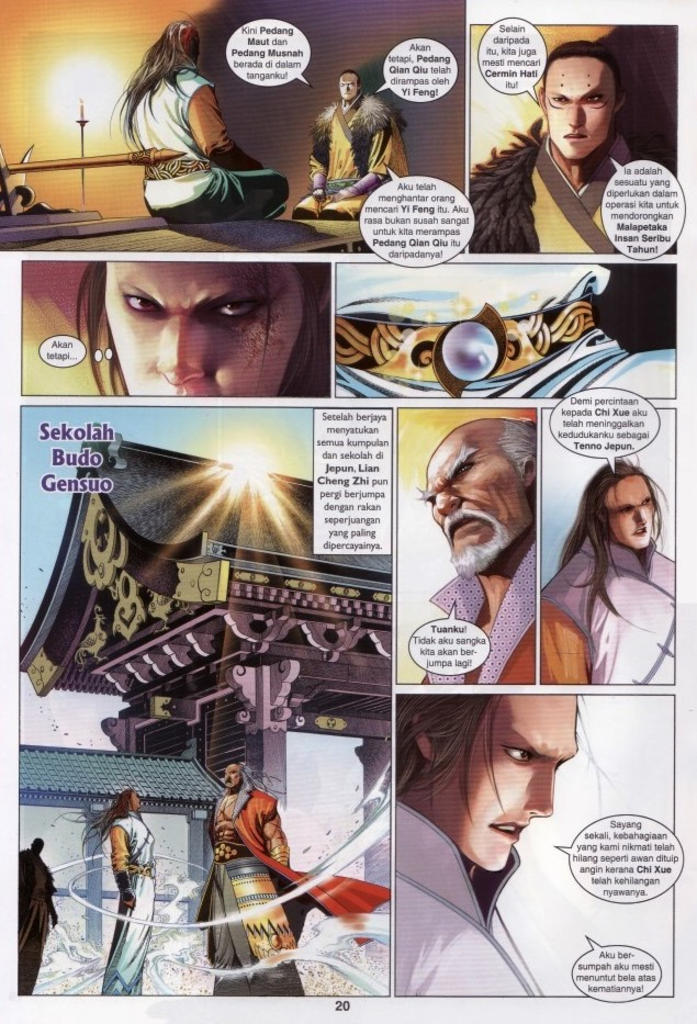 Kini Pedang
Maut dan
Pedang Musnah
berada di dalam
tanganku!
Akan
tetapi, Pedang
Qian Qiu telah
dirampas oleh
Yi Feng!
Aku telah
menghantar orang
mencari Yi Feng itu. Aku
rasa bukan susah sangat
untuk kita merampas
Pedang Qian Qiu itu
daripadanya!
Selain
daripada
itu, kita juga
mesti mencari
Cermin Hati
itu!
Ia adalah
sesuatu yang
diperlukan dalam
operasi kita untuk
mendorongkan
Malapetaka
Insan Seribu
Tahun!
Akan
tetapi...
Sekolah
Budo
Gensuo
Setelah berjaya
menyatukan
semua kumpulan
dan sekolah di
Jepun, Lian
Cheng Zhi pun
pergi berjumpa
dengan rakan
seperjuangan
yang paling
dipercayainya.
Tuanku!
Tidak aku sangka
kita akan ber-
jumpa lagi!
Demi percintaan
kepada Chi Xue aku
telah meninggalkan
kedudukanku sebagai
Tenno Jepun.
Sayang
sekali, kebahagiaan
yang kami nikmati telah
hilang seperti awan ditiup
angin kerana Chi Xue
telah kehilangan
nyawanya.
Aku ber-
sumpah aku mesti
menuntut bela atas
kematiannya!
20